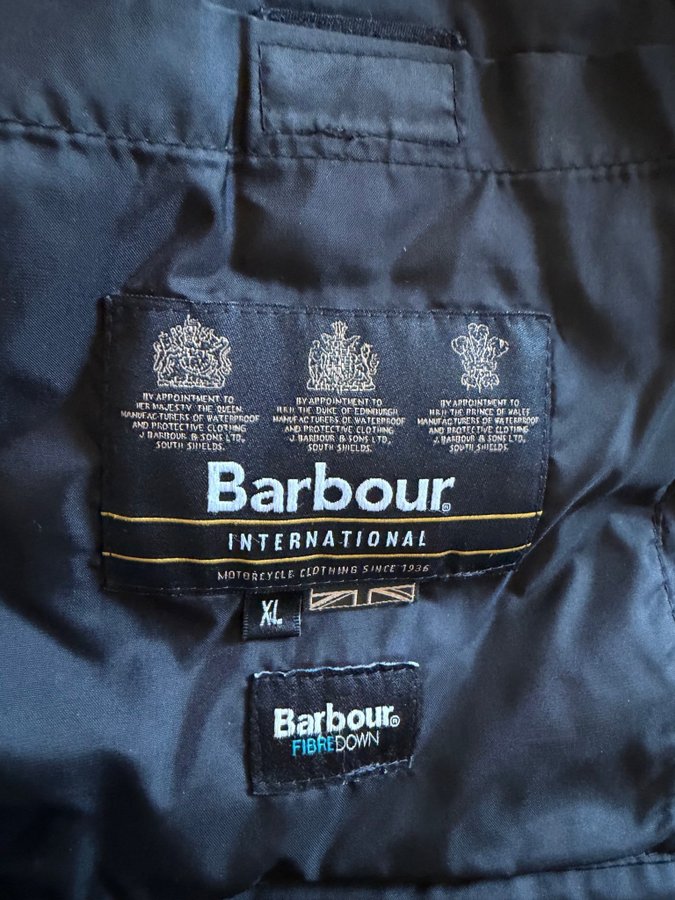 BY APPOINTMENT TO
HER MAJESTY THE QUEEN
MANUFACTURERS OF WATERPROOF
AND PROTECTIVE CLOTHING
J. BARBOUR & SONS LTD.
SOUTH SHIELDS.
BY APPOINTMENT TO
H.R.H. THE DUKE OF EDINBURGH
MANUFACTURERS OF WATERPROOF
AND PROTECTIVE CLOTHING
J. BARBOUR & SONS LTD.
SOUTH SHIELDS.
BY APPOINTMENT TO
H.R.H. THE PRINCE OF WALES
MANUFACTURERS OF WATERPROOF
AND PROTECTIVE CLOTHING
J. BARBOUR & SONS LTD.
SOUTH SHIELDS.
Barbour®
INTERNATIONAL
MOTORCYCLE CLOTHING SINCE 1936
XL
Barbour®
FIBREDOWN